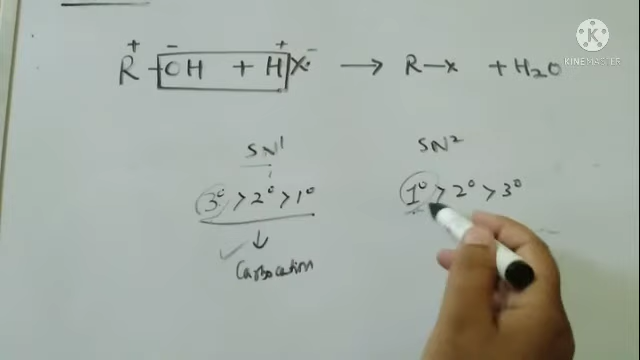 R⁺–⁻OH + H⁺X⁻ → R–X + H₂O
KINEMASTER
SN¹ SN²
3° > 2° > 1° 1° > 2° > 3°
✓ ↓
Carbocation